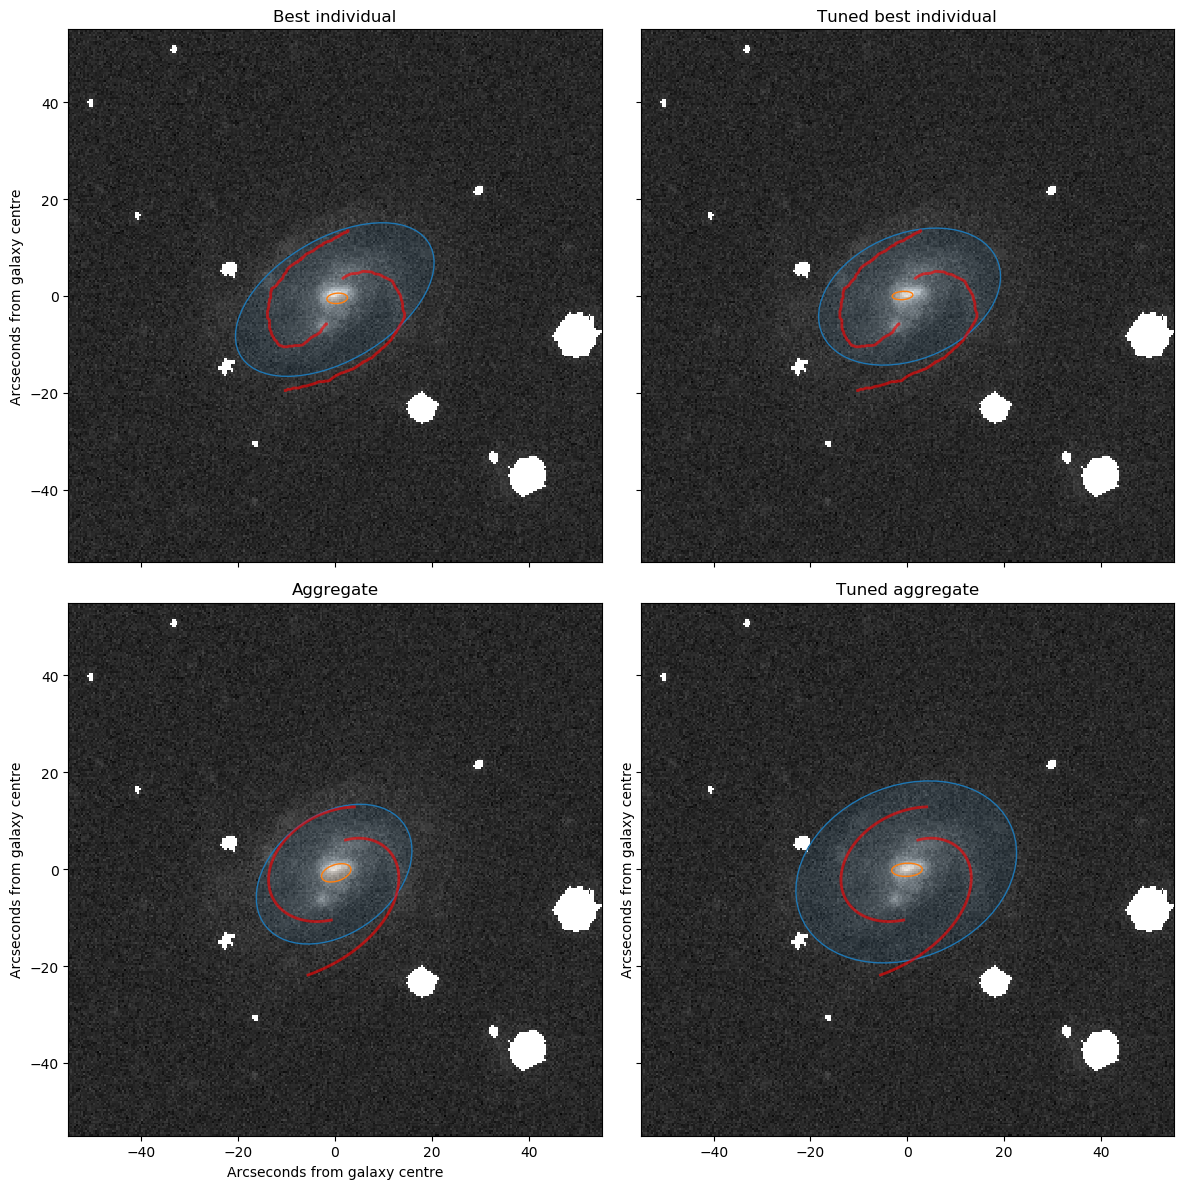 Best individual
Tuned best individual
40
20
0
−20
−40
Arcseconds from galaxy centre
Aggregate
Tuned aggregate
40
20
0
−20
−40
Arcseconds from galaxy centre
Arcseconds from galaxy centre
−40 −20 0 20 40
−40 −20 0 20 40
Arcseconds from galaxy centre